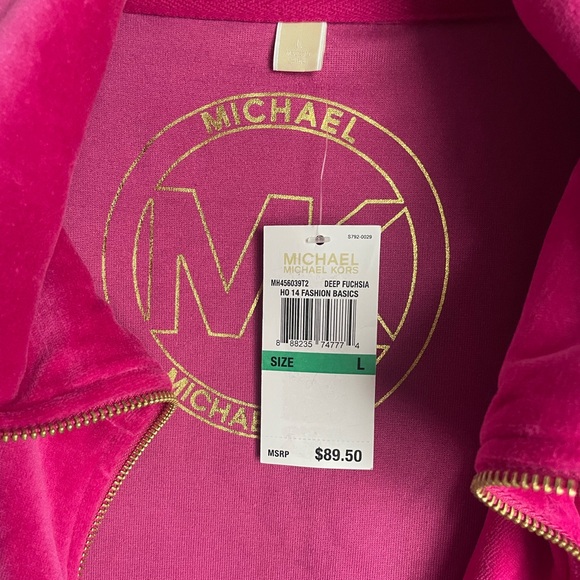 L
MICHAEL
MK
S792-0029
MICHAEL
MICHAEL KORS
MH456039T2 DEEP FUCHSIA
HO 14 FASHION BASICS
8 88235 74777 4
SIZE L
MICHAEL
MSRP $89.50